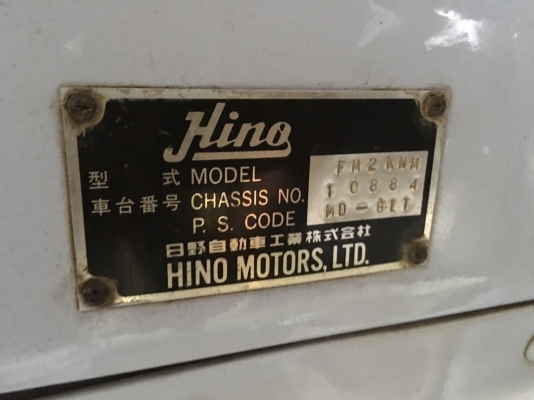 Hino
型 式 MODEL FM2KNM
車台番号 CHASSIS NO. 10884
P. S. CODE
日野自動車工業株式会社
HINO MOTORS, LTD.